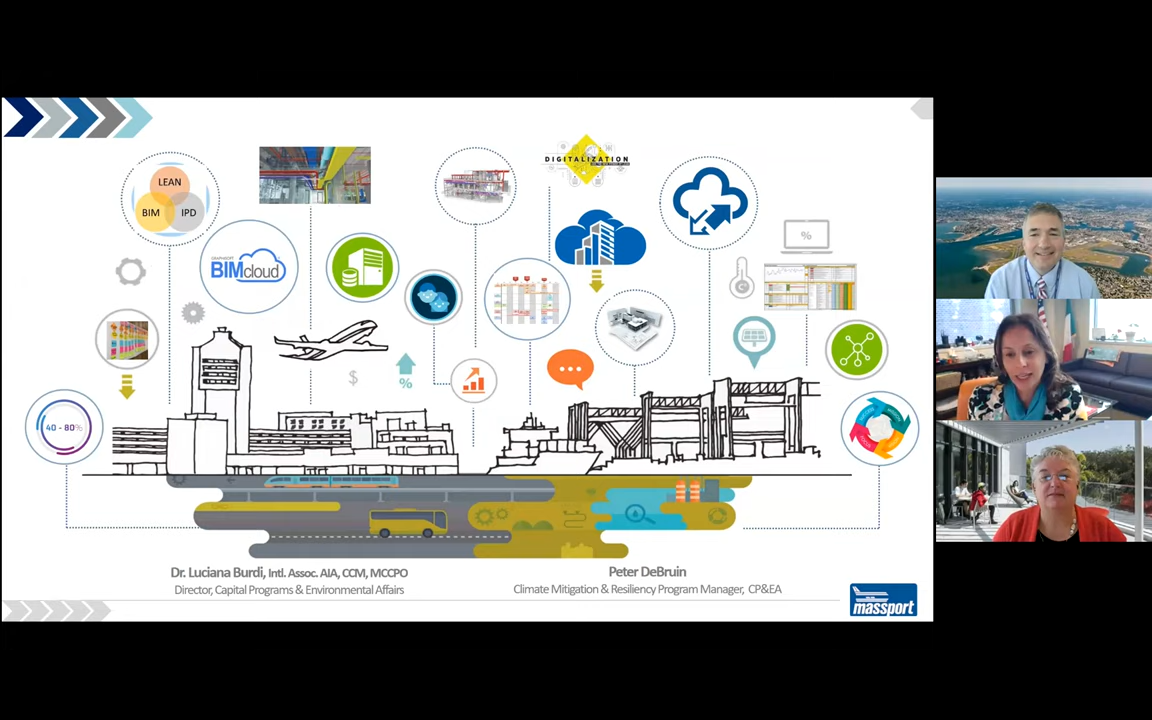 DIGITALIZATION
LEAN
BIM
IPD
GRAPHISOFT
BIMcloud
%
$
%
40 - 80%
Dr. Luciana Burdi, Intl. Assoc. AIA, CCM, MCCPO
Director, Capital Programs & Environmental Affairs
Peter DeBruin
Climate Mitigation & Resiliency Program Manager, CP&EA
massport